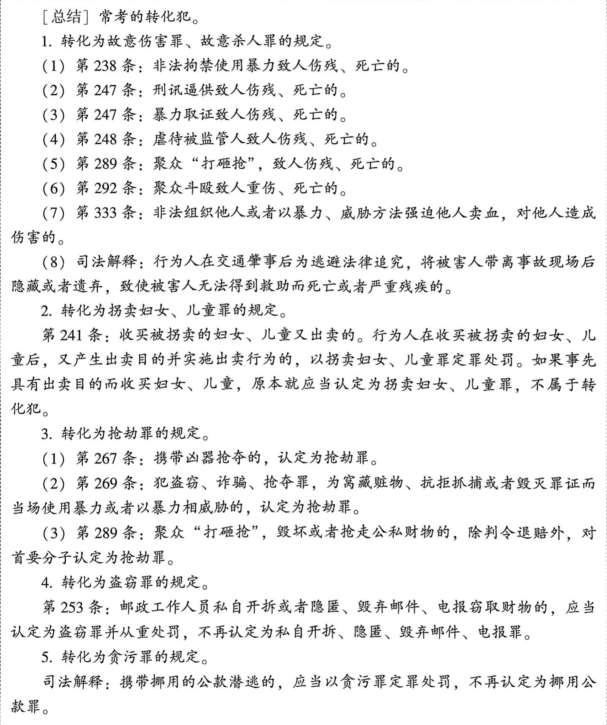 ［总结］常考的转化犯。
1. 转化为故意伤害罪、故意杀人罪的规定。
（1）第 238 条：非法拘禁使用暴力致人伤残、死亡的。
（2）第 247 条：刑讯逼供致人伤残、死亡的。
（3）第 247 条：暴力取证致人伤残、死亡的。
（4）第 248 条：虐待被监管人致人伤残、死亡的。
（5）第 289 条：聚众“打砸抢”，致人伤残、死亡的。
（6）第 292 条：聚众斗殴致人重伤、死亡的。
（7）第 333 条：非法组织他人或者以暴力、威胁方法强迫他人卖血，对他人造成
伤害的。
（8）司法解释：行为人在交通肇事后为逃避法律追究，将被害人带离事故现场后
隐藏或者遗弃，致使被害人无法得到救助而死亡或者严重残疾的。
2. 转化为拐卖妇女、儿童罪的规定。
第 241 条：收买被拐卖的妇女、儿童又出卖的。行为人在收买被拐卖的妇女、儿
童后，又产生出卖目的并实施出卖行为的，以拐卖妇女、儿童罪定罪处罚。如果事先
具有出卖目的而收买妇女、儿童，原本就应当认定为拐卖妇女、儿童罪，不属于转
化犯。
3. 转化为抢劫罪的规定。
（1）第 267 条：携带凶器抢夺的，认定为抢劫罪。
（2）第 269 条：犯盗窃、诈骗、抢夺罪，为窝藏赃物、抗拒抓捕或者毁灭罪证而
当场使用暴力或者以暴力相威胁的，认定为抢劫罪。
（3）第 289 条：聚众“打砸抢”，毁坏或者抢走公私财物的，除判令退赔外，对
首要分子认定为抢劫罪。
4. 转化为盗窃罪的规定。
第 253 条：邮政工作人员私自开拆或者隐匿、毁弃邮件、电报窃取财物的，应当
认定为盗窃罪并从重处罚，不再认定为私自开拆、隐匿、毁弃邮件、电报罪。
5. 转化为贪污罪的规定。
司法解释：携带挪用的公款潜逃的，应当以贪污罪定罪处罚，不再认定为挪用公
款罪。